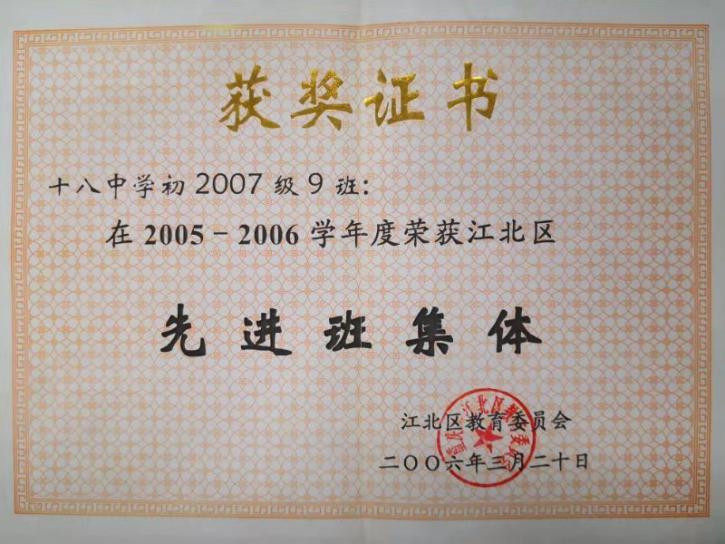 获奖证书
十八中学初2007级9班：
在2005－2006学年度荣获江北区
先进班集体
江北区教育委员会
二〇〇六年三月二十日